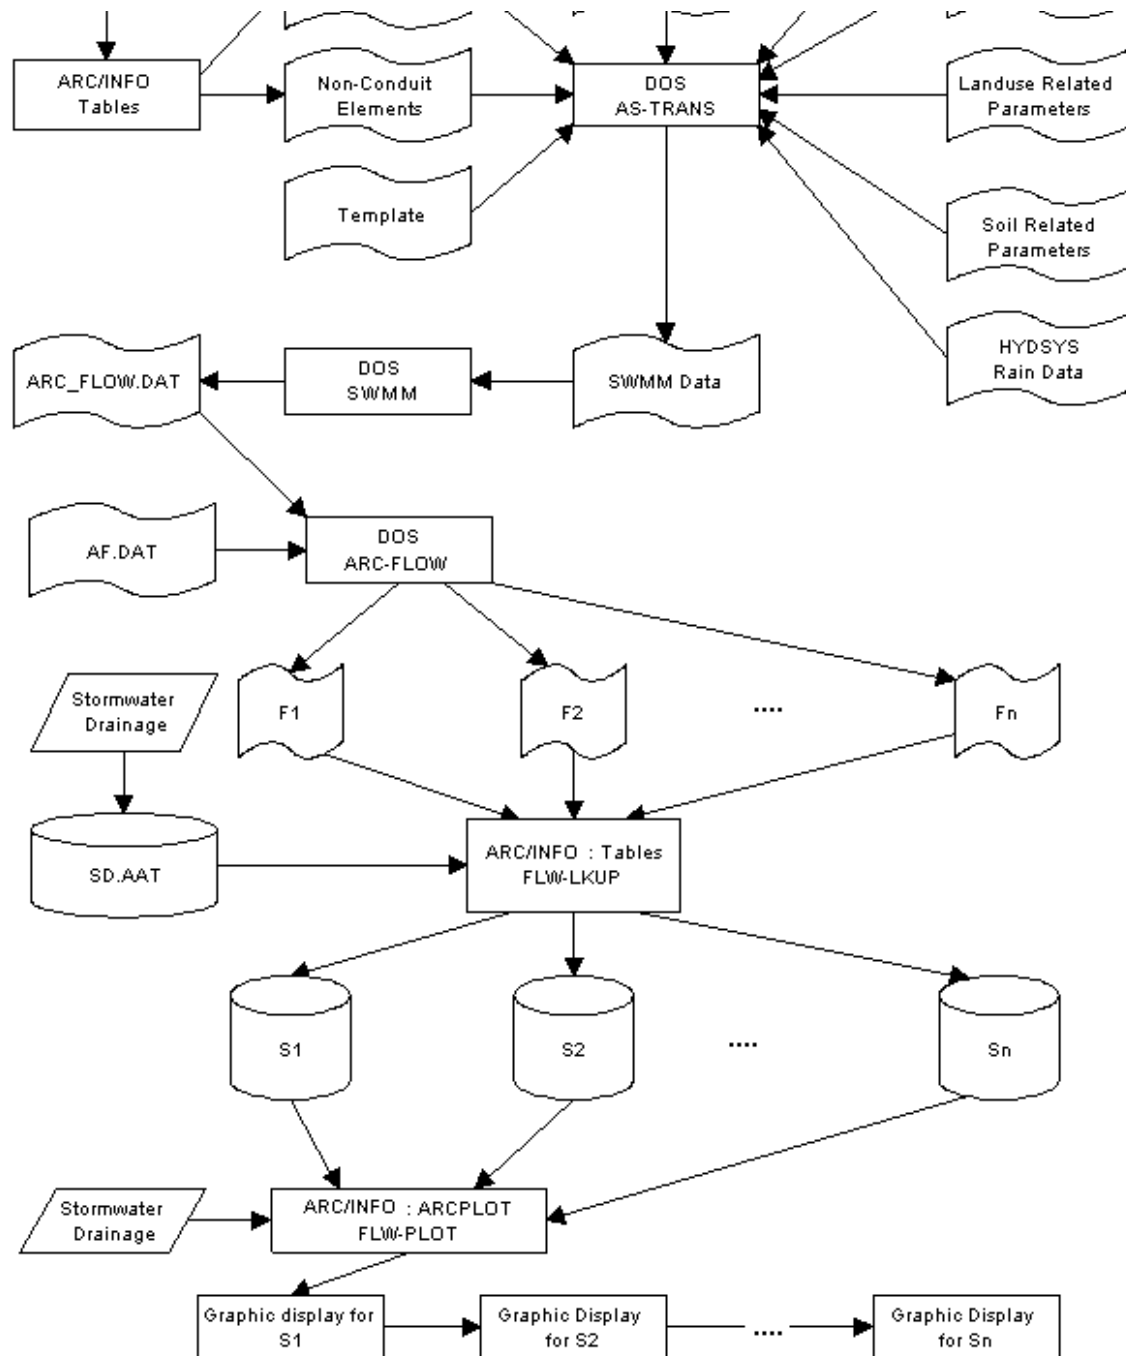 ARC/INFO
Tables
Non-Conduit
Elements
DOS
AS-TRANS
Landuse Related
Parameters
Template
Soil Related
Parameters
ARC_FLOW.DAT
DOS
SWMM
SWMM Data
HYDSYS
Rain Data
AF.DAT
DOS
ARC-FLOW
Stormwater
Drainage
F1
F2
....
Fn
SD.AAT
ARC/INFO : Tables
FLW-LKUP
S1
S2
....
Sn
Stormwater
Drainage
ARC/INFO : ARCPLOT
FLW-PLOT
Graphic display for
S1
Graphic Display
for S2
....
Graphic Display
for Sn